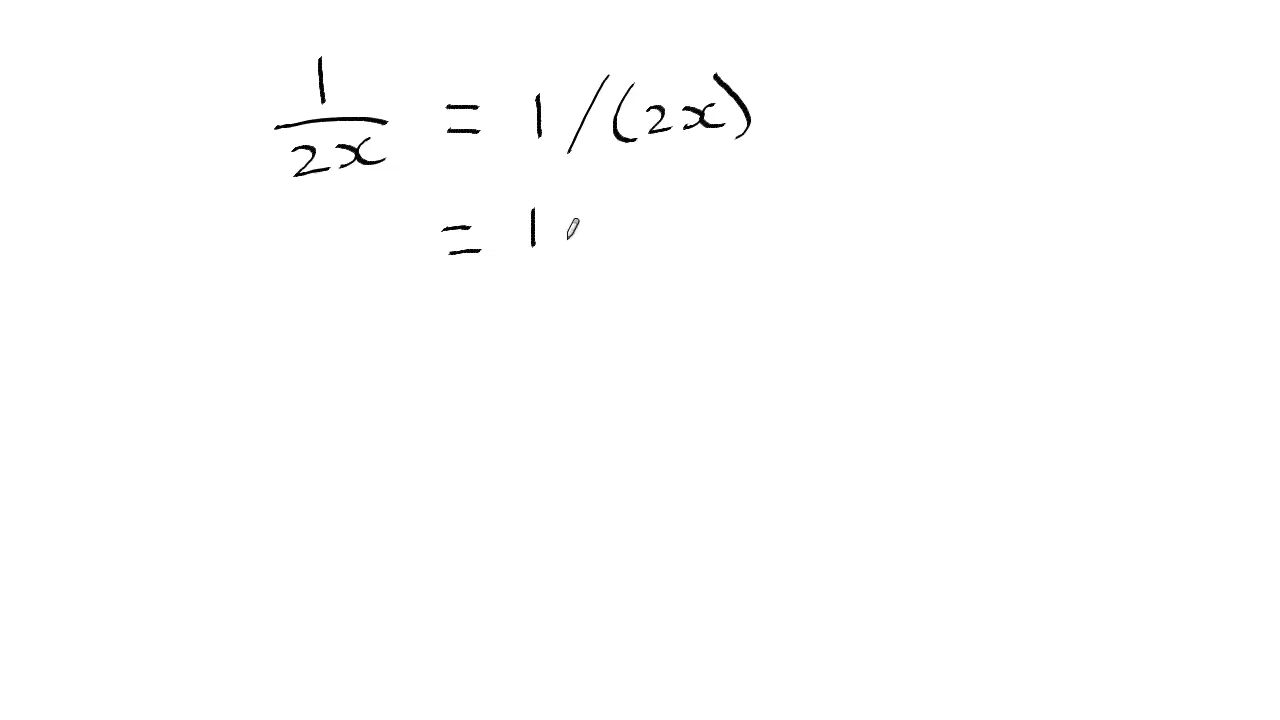 1/2x = 1/(2x)
= 1